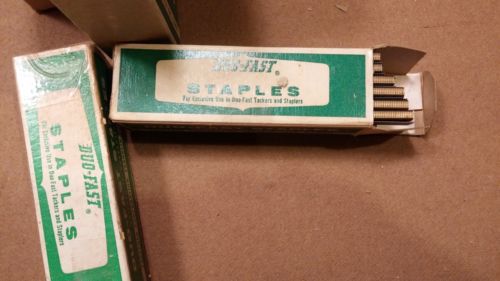 DUO-FAST®
STAPLES
For Exclusive Use in Duo-Fast Tackers and Staplers
DUO-FAST®
STAPLES
For Exclusive Use in Duo-Fast Tackers and Staplers